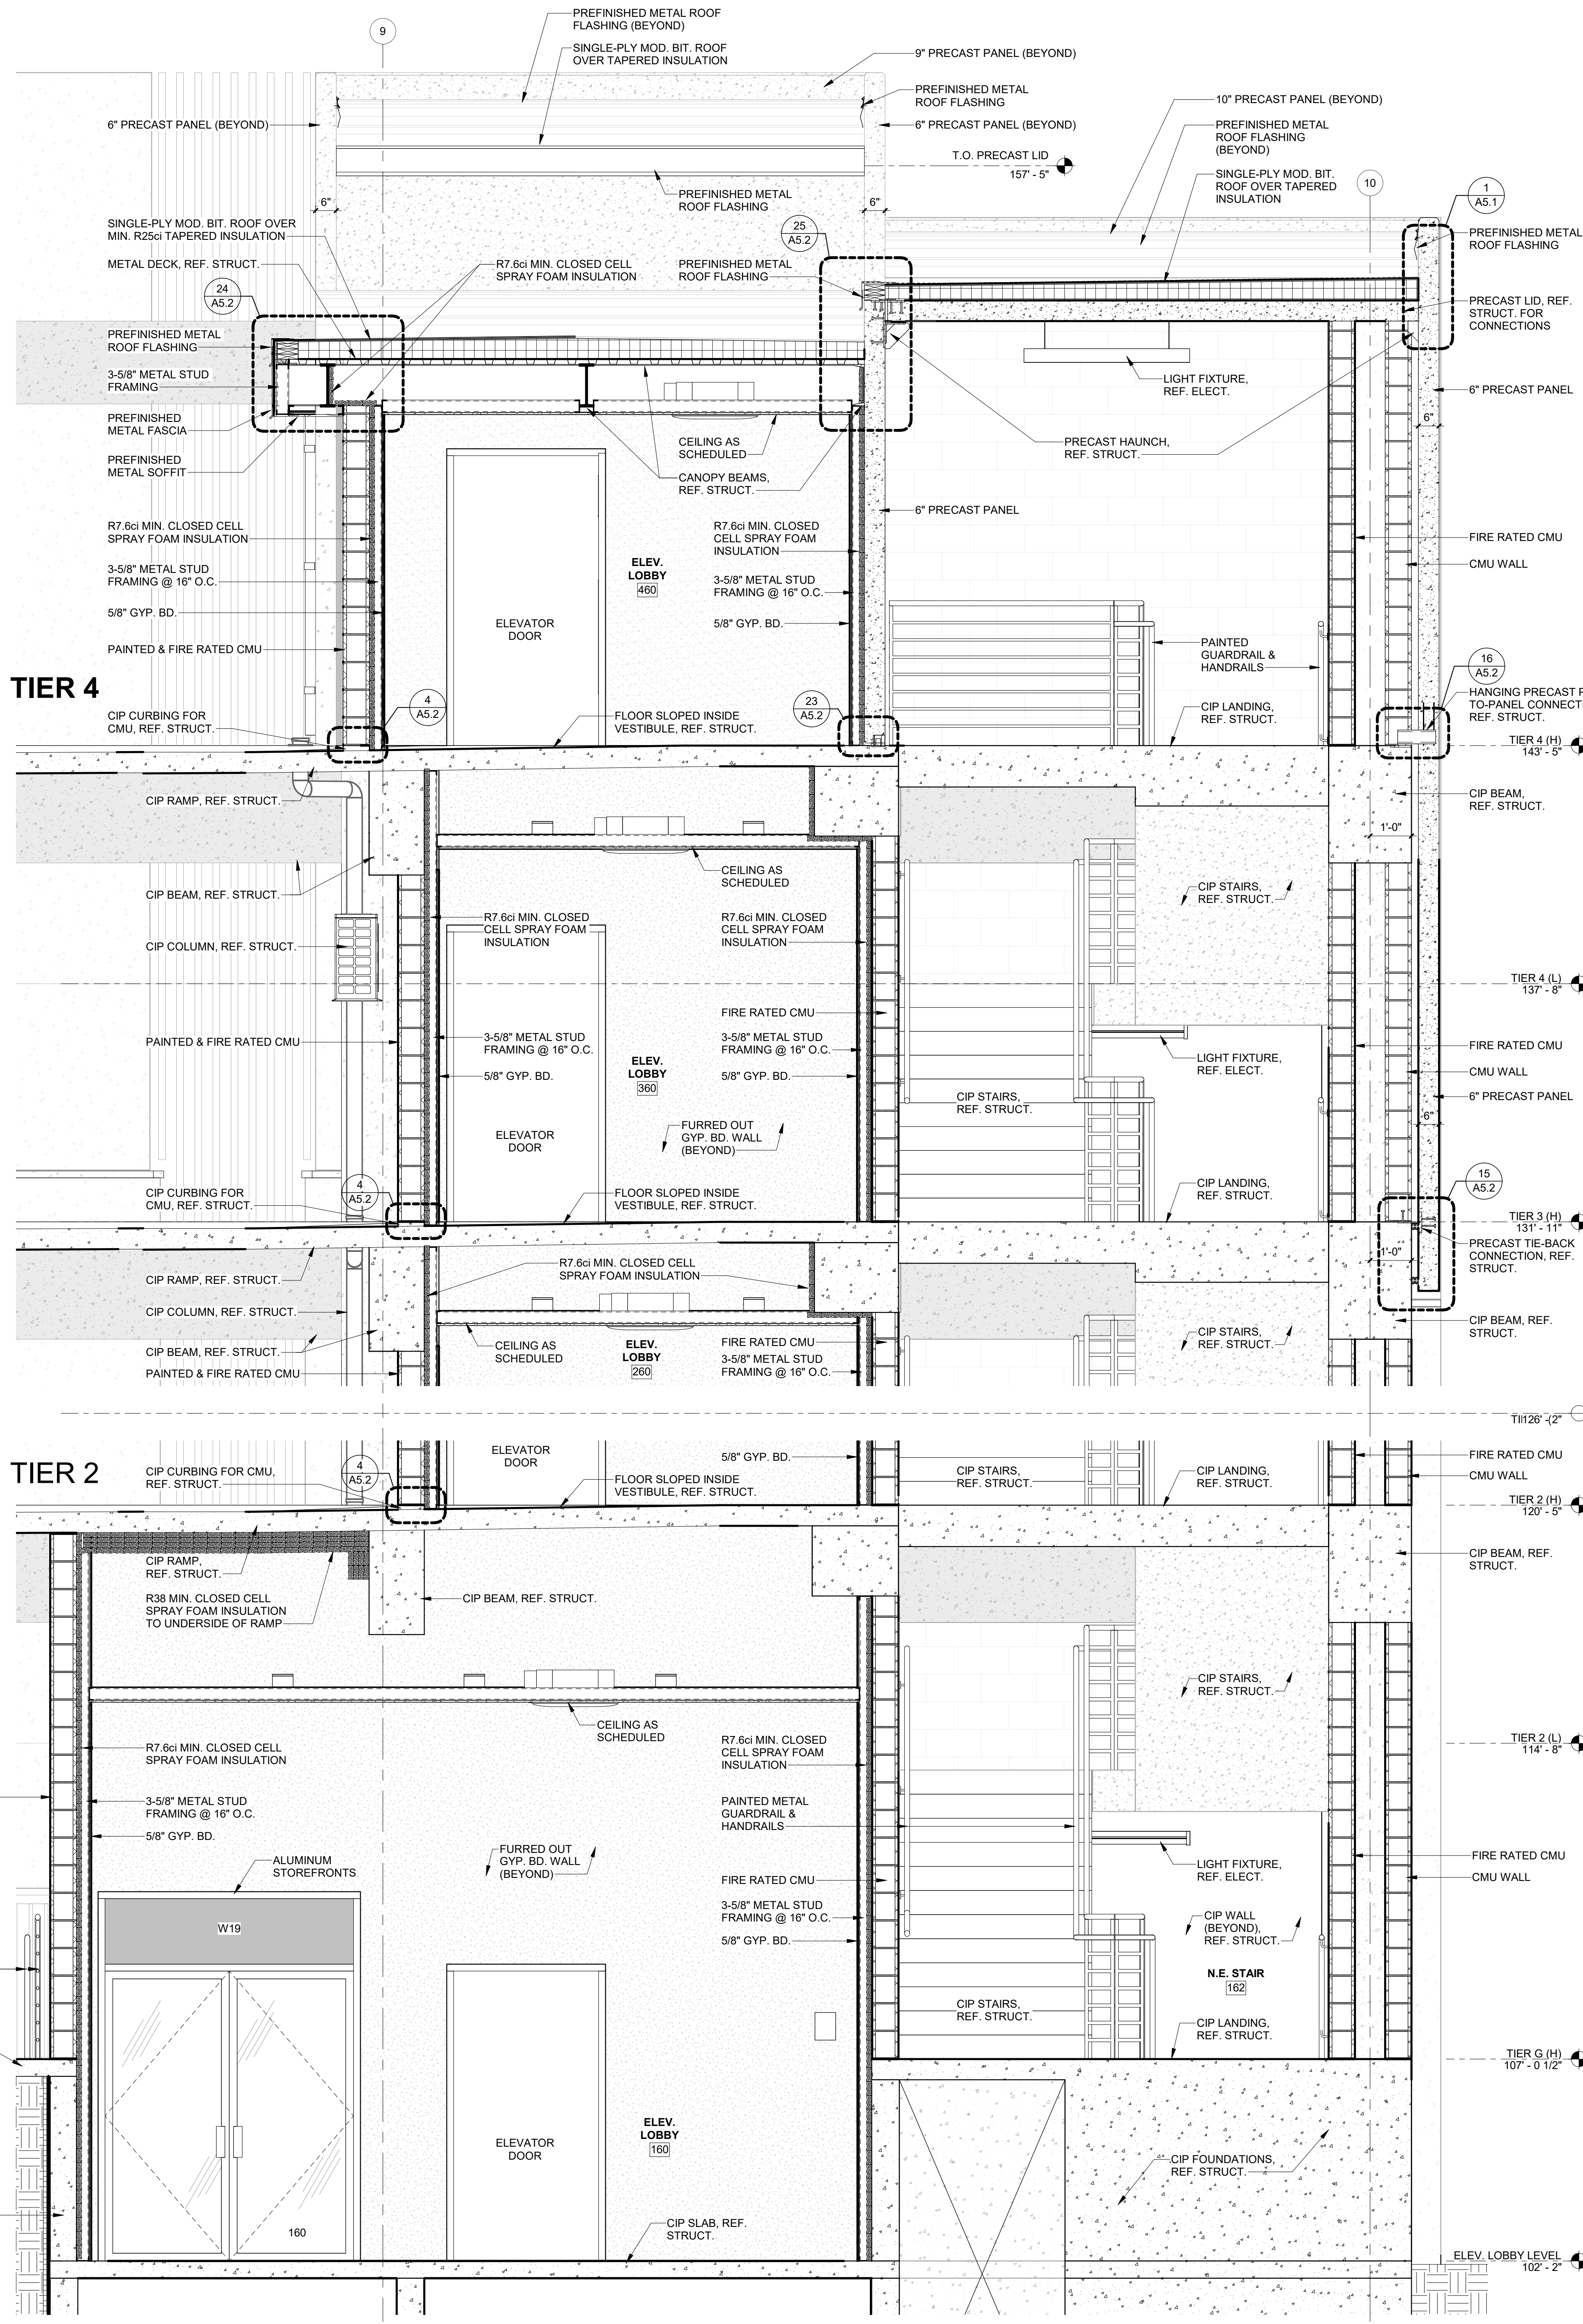 9
PREFINISHED METAL ROOF
FLASHING (BEYOND)
SINGLE-PLY MOD. BIT. ROOF
OVER TAPERED INSULATION
9" PRECAST PANEL (BEYOND)
PREFINISHED METAL
ROOF FLASHING
6" PRECAST PANEL (BEYOND)
6" PRECAST PANEL (BEYOND)
10" PRECAST PANEL (BEYOND)
PREFINISHED METAL
ROOF FLASHING
(BEYOND)
T.O. PRECAST LID
157' - 5"
SINGLE-PLY MOD. BIT.
ROOF OVER TAPERED
INSULATION
10
1
A5.1
PREFINISHED METAL
ROOF FLASHING
6"
6"
PREFINISHED METAL
ROOF FLASHING
25
A5.2
SINGLE-PLY MOD. BIT. ROOF OVER
MIN. R25ci TAPERED INSULATION
METAL DECK, REF. STRUCT.
R7.6ci MIN. CLOSED CELL
SPRAY FOAM INSULATION
PREFINISHED METAL
ROOF FLASHING
24
A5.2
PRECAST LID, REF.
STRUCT. FOR
CONNECTIONS
PREFINISHED METAL
ROOF FLASHING
3-5/8" METAL STUD
FRAMING
PREFINISHED
METAL FASCIA
PREFINISHED
METAL SOFFIT
LIGHT FIXTURE,
REF. ELECT.
6" PRECAST PANEL
6"
CEILING AS
SCHEDULED
PRECAST HAUNCH,
REF. STRUCT.
CANOPY BEAMS,
REF. STRUCT.
6" PRECAST PANEL
R7.6ci MIN. CLOSED CELL
SPRAY FOAM INSULATION
R7.6ci MIN. CLOSED
CELL SPRAY FOAM
INSULATION
FIRE RATED CMU
CMU WALL
3-5/8" METAL STUD
FRAMING @ 16" O.C.
ELEV.
LOBBY
460
3-5/8" METAL STUD
FRAMING @ 16" O.C.
5/8" GYP. BD.
ELEVATOR
DOOR
5/8" GYP. BD.
PAINTED & FIRE RATED CMU
PAINTED
GUARDRAIL &
HANDRAILS
TIER 4
16
A5.2
HANGING PRECAST P
TO-PANEL CONNECTI
REF. STRUCT.
CIP CURBING FOR
CMU, REF. STRUCT.
4
A5.2
FLOOR SLOPED INSIDE
VESTIBULE, REF. STRUCT.
23
A5.2
CIP LANDING,
REF. STRUCT.
TIER 4 (H)
143' - 5"
CIP RAMP, REF. STRUCT.
CIP BEAM,
REF. STRUCT.
1'-0"
CIP BEAM, REF. STRUCT.
CEILING AS
SCHEDULED
CIP STAIRS,
REF. STRUCT.
R7.6ci MIN. CLOSED
CELL SPRAY FOAM
INSULATION
R7.6ci MIN. CLOSED
CELL SPRAY FOAM
INSULATION
CIP COLUMN, REF. STRUCT.
TIER 4 (L)
137' - 8"
FIRE RATED CMU
PAINTED & FIRE RATED CMU
3-5/8" METAL STUD
FRAMING @ 16" O.C.
ELEV.
LOBBY
360
3-5/8" METAL STUD
FRAMING @ 16" O.C.
LIGHT FIXTURE,
REF. ELECT.
FIRE RATED CMU
CMU WALL
5/8" GYP. BD.
5/8" GYP. BD.
CIP STAIRS,
REF. STRUCT.
6" PRECAST PANEL
6"
ELEVATOR
DOOR
FURRED OUT
GYP. BD. WALL
(BEYOND)
CIP CURBING FOR
CMU, REF. STRUCT.
4
A5.2
FLOOR SLOPED INSIDE
VESTIBULE, REF. STRUCT.
CIP LANDING,
REF. STRUCT.
15
A5.2
TIER 3 (H)
131' - 11"
PRECAST TIE-BACK
CONNECTION, REF.
STRUCT.
1'-0"
CIP RAMP, REF. STRUCT.
R7.6ci MIN. CLOSED CELL
SPRAY FOAM INSULATION
CIP COLUMN, REF. STRUCT.
CIP BEAM, REF.
STRUCT.
CIP BEAM, REF. STRUCT.
CEILING AS
SCHEDULED
ELEV.
LOBBY
260
FIRE RATED CMU
3-5/8" METAL STUD
FRAMING @ 16" O.C.
CIP STAIRS,
REF. STRUCT.
PAINTED & FIRE RATED CMU
126' - 2"
TIER 2
CIP CURBING FOR CMU,
REF. STRUCT.
4
A5.2
ELEVATOR
DOOR
5/8" GYP. BD.
FLOOR SLOPED INSIDE
VESTIBULE, REF. STRUCT.
CIP STAIRS,
REF. STRUCT.
CIP LANDING,
REF. STRUCT.
FIRE RATED CMU
CMU WALL
TIER 2 (H)
120' - 5"
CIP RAMP,
REF. STRUCT.
CIP BEAM, REF.
STRUCT.
R38 MIN. CLOSED CELL
SPRAY FOAM INSULATION
TO UNDERSIDE OF RAMP
CIP BEAM, REF. STRUCT.
CIP STAIRS,
REF. STRUCT.
CEILING AS
SCHEDULED
R7.6ci MIN. CLOSED CELL
SPRAY FOAM INSULATION
R7.6ci MIN. CLOSED
CELL SPRAY FOAM
INSULATION
TIER 2 (L)
114' - 8"
3-5/8" METAL STUD
FRAMING @ 16" O.C.
PAINTED METAL
GUARDRAIL &
HANDRAILS
5/8" GYP. BD.
FURRED OUT
GYP. BD. WALL
(BEYOND)
ALUMINUM
STOREFRONTS
LIGHT FIXTURE,
REF. ELECT.
FIRE RATED CMU
CMU WALL
FIRE RATED CMU
3-5/8" METAL STUD
FRAMING @ 16" O.C.
W19
5/8" GYP. BD.
CIP WALL
(BEYOND),
REF. STRUCT.
N.E. STAIR
162
CIP STAIRS,
REF. STRUCT.
CIP LANDING,
REF. STRUCT.
TIER G (H)
107' - 0 1/2"
ELEV.
LOBBY
160
ELEVATOR
DOOR
CIP FOUNDATIONS,
REF. STRUCT.
160
CIP SLAB, REF.
STRUCT.
ELEV. LOBBY LEVEL
102' - 2"